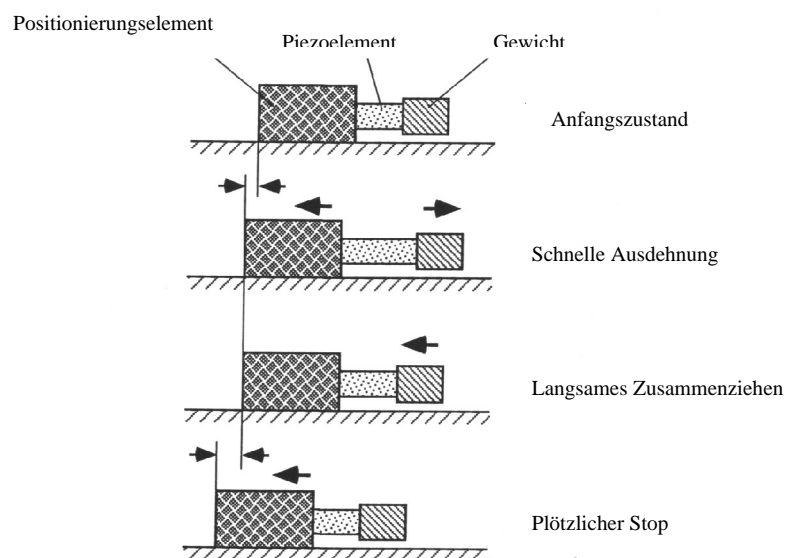 Positionierungselement
Piezoelement
Gewicht
Anfangszustand
Schnelle Ausdehnung
Langsames Zusammenziehen
Plötzlicher Stop